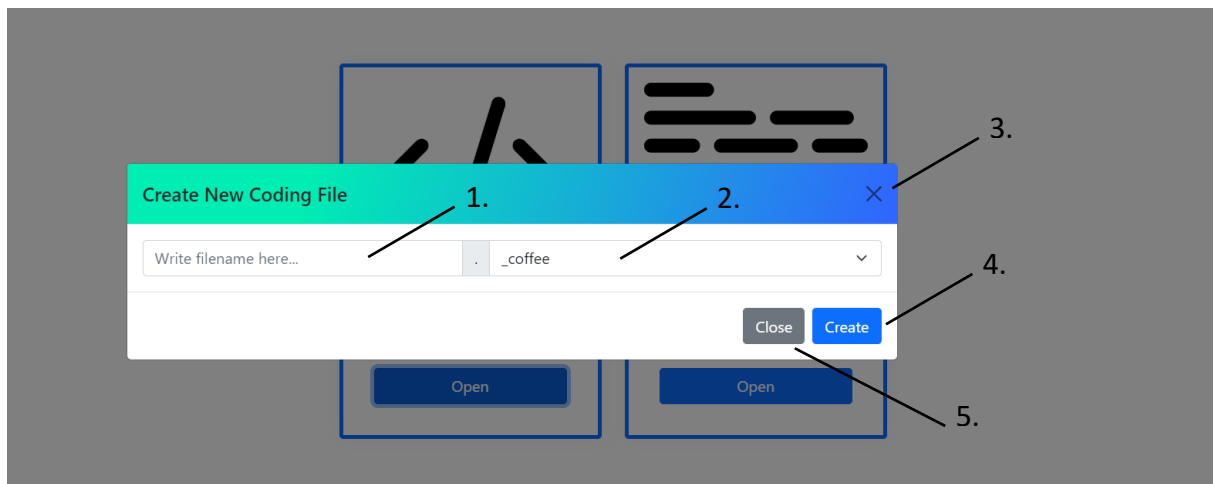 3.
Create New Coding File
1.
2.
Write filename here...
.
_coffee
4.
Close
Create
Open
Open
5.